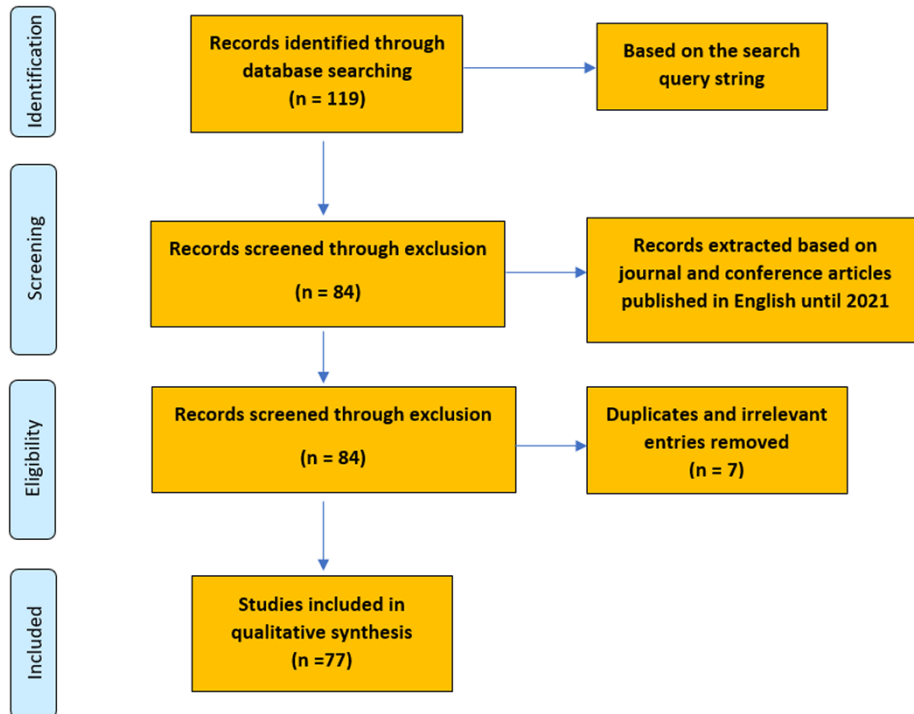 Identification
Records identified through
database searching
(n = 119)
Based on the search
query string
Screening
Records screened through exclusion
(n = 84)
Records extracted based on
journal and conference articles
published in English until 2021
Eligibility
Records screened through exclusion
(n = 84)
Duplicates and irrelevant
entries removed
(n = 7)
Included
Studies included in
qualitative synthesis
(n =77)